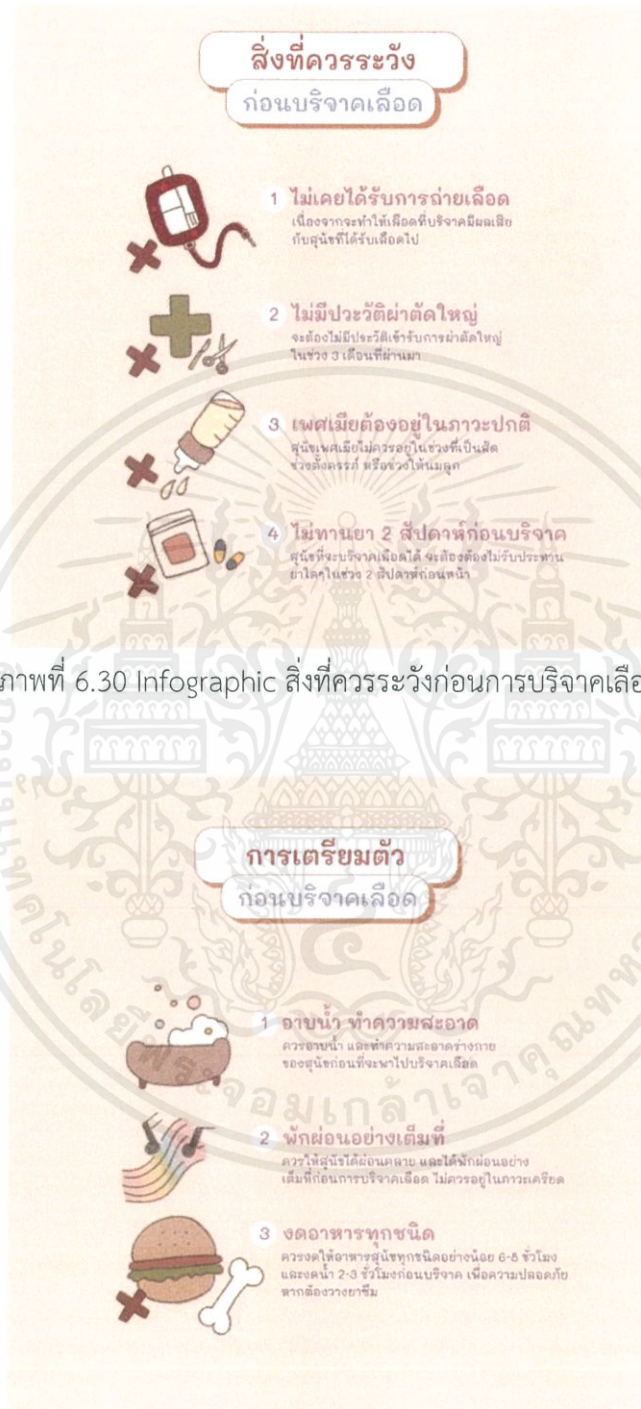 สิ่งที่ควรระวัง
ก่อนบริจาคเลือด
1 ไม่เคยได้รับการถ่ายเลือด
เนื่องจากจะทำให้เลือดที่บริจาคมีผลเสีย
กับสุนัขที่ได้รับเลือดไป
2 ไม่มีประวัติผ่าตัดใหญ่
จะต้องไม่มีประวัติเข้ารับการผ่าตัดใหญ่
ในช่วง 3 เดือนที่ผ่านมา
3 เพศเมียต้องอยู่ในภาวะปกติ
สุนัขเพศเมียไม่ควรอยู่ในช่วงที่เป็นสัด
ช่วงตั้งครรภ์ หรือช่วงให้นมลูก
4 ไม่ทานยา 2 สัปดาห์ก่อนบริจาค
สุนัขที่จะบริจาคเลือดได้ จะต้องต้องไม่รับประทาน
ยาใดๆในช่วง 2 สัปดาห์ก่อนหน้า
ภาพที่ 6.30 Infographic สิ่งที่ควรระวังก่อนการบริจาคเลือ
การเตรียมตัว
ก่อนบริจาคเลือด
1 อาบน้ำ ทำความสะอาด
ควรอาบน้ำ และทำความสะอาดร่างกาย
ของสุนัขก่อนที่จะพาไปบริจาคเลือด
2 พักผ่อนอย่างเต็มที่
ควรให้สุนัขได้ผ่อนคลาย และได้พักผ่อนอย่าง
เต็มที่ก่อนการบริจาคเลือด ไม่ควรอยู่ในภาวะเครียด
3 งดอาหารทุกชนิด
ควรงดให้อาหารสุนัขทุกชนิดอย่างน้อย 6-8 ชั่วโมง
และงดน้ำ 2-3 ชั่วโมงก่อนบริจาค เพื่อความปลอดภัย
หากต้องวางยาซึม